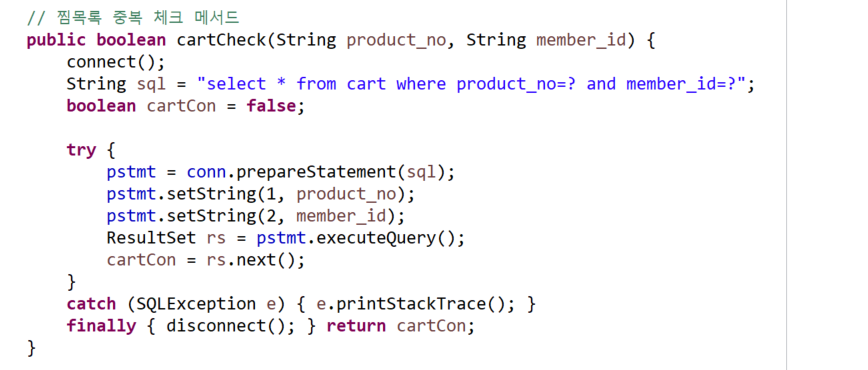 // 찜목록 중복 체크 메서드
public boolean cartCheck(String product_no, String member_id) {
connect();
String sql = "select * from cart where product_no=? and member_id=?";
boolean cartCon = false;
try {
pstmt = conn.prepareStatement(sql);
pstmt.setString(1, product_no);
pstmt.setString(2, member_id);
ResultSet rs = pstmt.executeQuery();
cartCon = rs.next();
}
catch (SQLException e) { e.printStackTrace(); }
finally { disconnect(); } return cartCon;
}